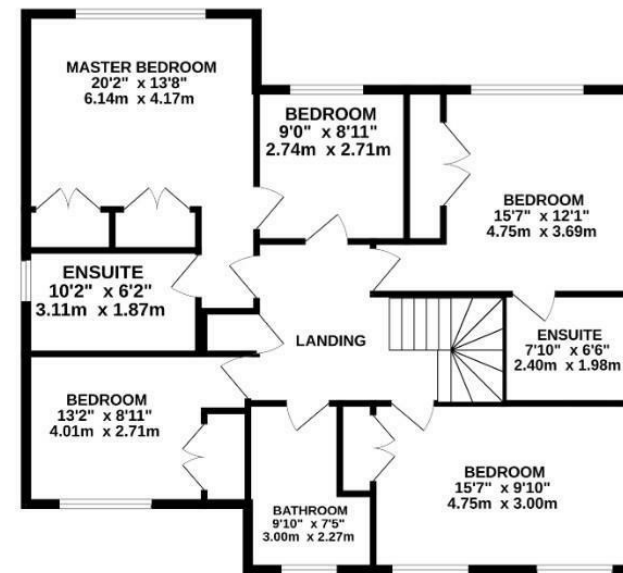 MASTER BEDROOM
20'2" x 13'8"
6.14m x 4.17m
BEDROOM
9'0" x 8'11"
2.74m x 2.71m
BEDROOM
15'7" x 12'1"
4.75m x 3.69m
ENSUITE
10'2" x 6'2"
3.11m x 1.87m
LANDING
ENSUITE
7'10" x 6'6"
2.40m x 1.98m
BEDROOM
13'2" x 8'11"
4.01m x 2.71m
BATHROOM
9'10" x 7'5"
3.00m x 2.27m
BEDROOM
15'7" x 9'10"
4.75m x 3.00m